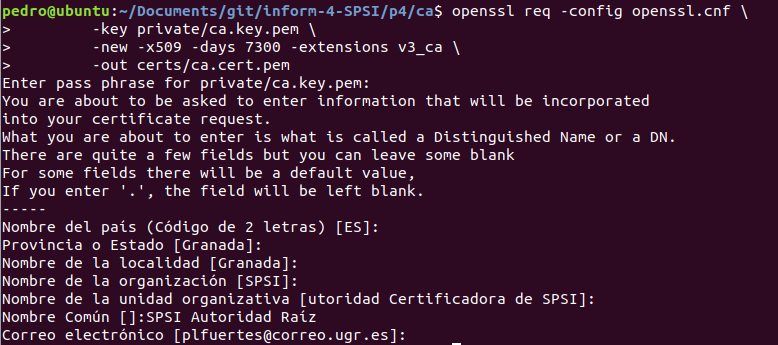 pedro@ubuntu:~/Documents/git/inform-4-SPSI/p4/ca$ openssl req -config openssl.cnf \
> -key private/ca.key.pem \
> -new -x509 -days 7300 -extensions v3_ca \
> -out certs/ca.cert.pem
Enter pass phrase for private/ca.key.pem:
You are about to be asked to enter information that will be incorporated
into your certificate request.
What you are about to enter is what is called a Distinguished Name or a DN.
There are quite a few fields but you can leave some blank
For some fields there will be a default value,
If you enter '.', the field will be left blank.
-----
Nombre del país (Código de 2 letras) [ES]:
Provincia o Estado [Granada]:
Nombre de la localidad [Granada]:
Nombre de la organización [SPSI]:
Nombre de la unidad organizativa [utoridad Certificadora de SPSI]:
Nombre Común []:SPSI Autoridad Raíz
Correo electrónico [plfuertes@correo.ugr.es]: